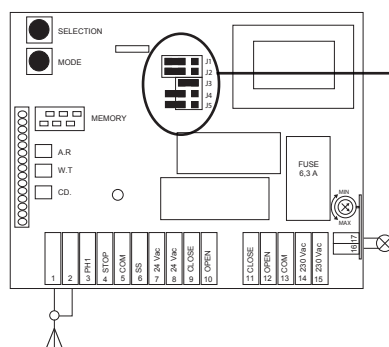 SELECTION
MODE
J1
J2
J3
J4
J5
MEMORY
A.R
W.T
CD.
FUSE
6,3 A
MIN
MAX
1
2
3 PH1
4 STOP
5 COM
6 SS
7 24 Vac
8 24 Vac
9 CLOSE
10 OPEN
11 CLOSE
12 OPEN
13 COM
14 230 Vac
15 230 Vac
16 17